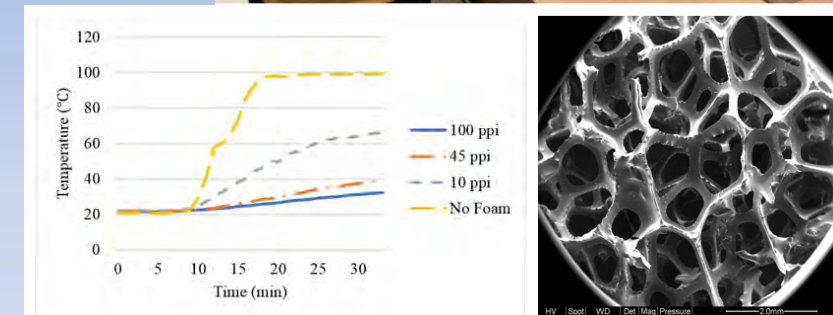 120
100
80
60
40
20
0
Temperature (°C)
0 5 10 15 20 25 30
Time (min)
100 ppi
45 ppi
10 ppi
No Foam
HV Spot WD Det Mag Pressure 2.0mm